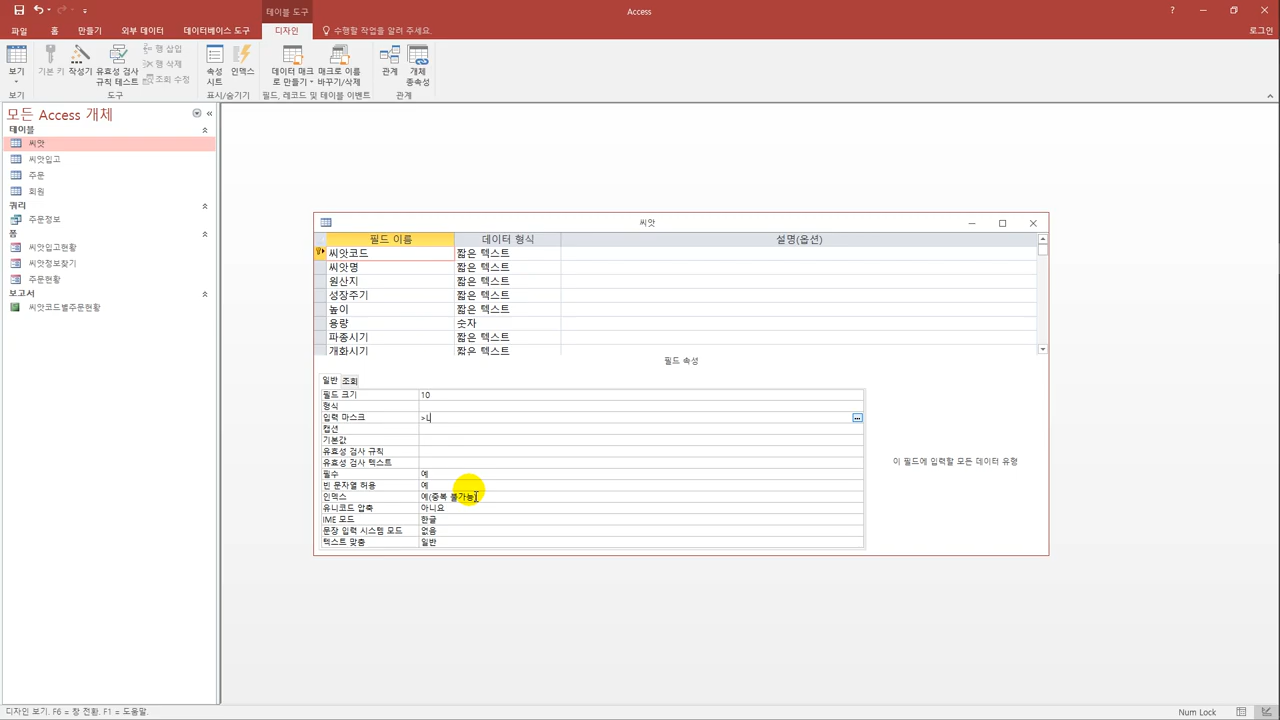 테이블 도구
Access
?
파일 홈 만들기 외부 데이터 데이터베이스 도구 디자인 수행할 작업을 알려 주세요. 로그인
보기
기본 키
작성기
유효성 검사
규칙 테스트
행 삽입
행 삭제
조회 수정
속성
시트
인덱스
데이터 매크
로 만들기
매크로 이름
바꾸기/삭제
관계
개체
종속성
보기 도구 표시/숨기기 필드, 레코드 및 테이블 이벤트 관계
모든 Access 개체
테이블
씨앗
씨앗입고
주문
회원
쿼리
주문정보
폼
씨앗입고현황
씨앗정보찾기
주문현황
보고서
씨앗코드별주문현황
씨앗
필드 이름 데이터 형식 설명(옵션)
씨앗코드 짧은 텍스트
씨앗명 짧은 텍스트
원산지 짧은 텍스트
성장주기 짧은 텍스트
높이 짧은 텍스트
용량 숫자
파종시기 짧은 텍스트
개화시기 짧은 텍스트
필드 속성
일반 조회
필드 크기 10
형식
입력 마스크 >L
캡션
기본값
유효성 검사 규칙
유효성 검사 텍스트
필수 예
빈 문자열 허용 예
인덱스 예(중복 불가능)
유니코드 압축 아니요
IME 모드 한글
문장 입력 시스템 모드 없음
텍스트 맞춤 일반
이 필드에 입력할 모든 데이터 유형
디자인 보기. F6 = 창 전환. F1 = 도움말.
Num Lock